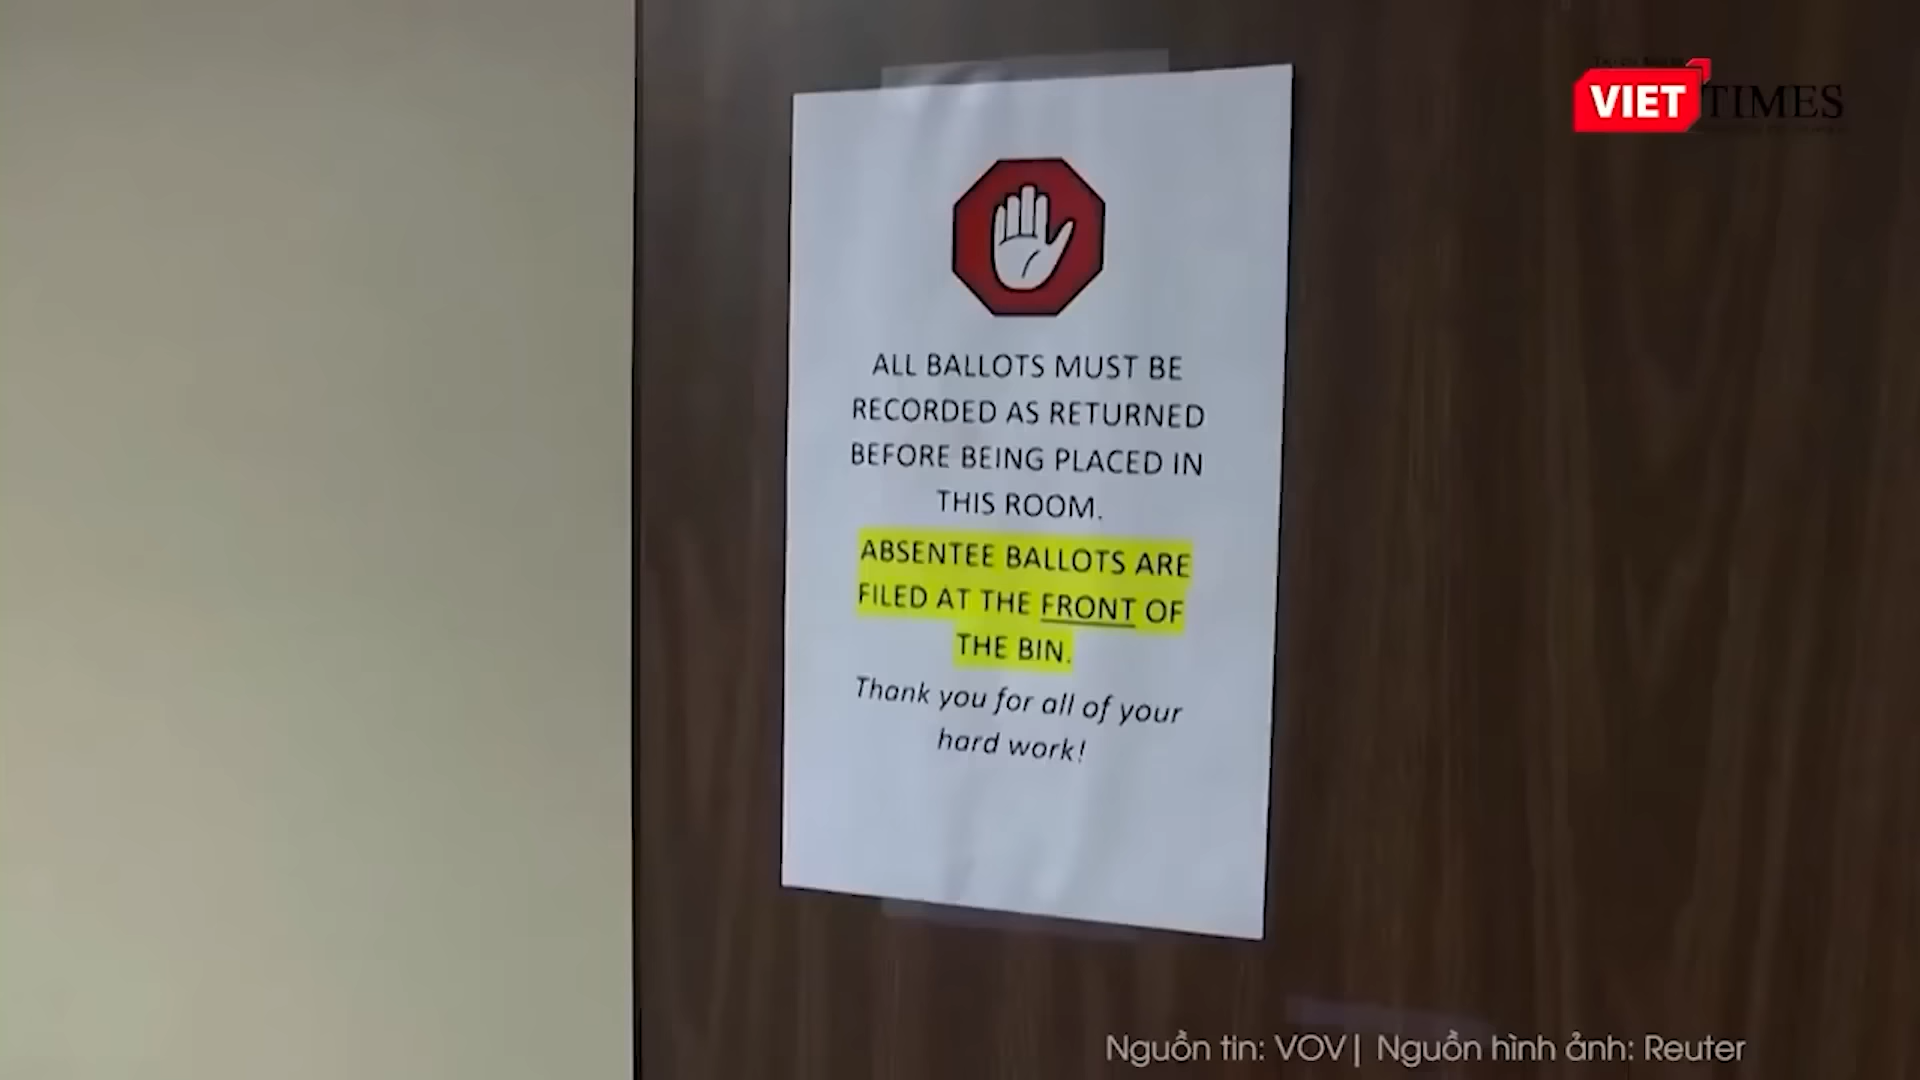 VIET TIMES
ALL BALLOTS MUST BE
RECORDED AS RETURNED
BEFORE BEING PLACED IN
THIS ROOM.
ABSENTEE BALLOTS ARE
FILED AT THE FRONT OF
THE BIN.
Thank you for all of your
hard work!
Nguồn tin: VOV| Nguồn hình ảnh: Reuter